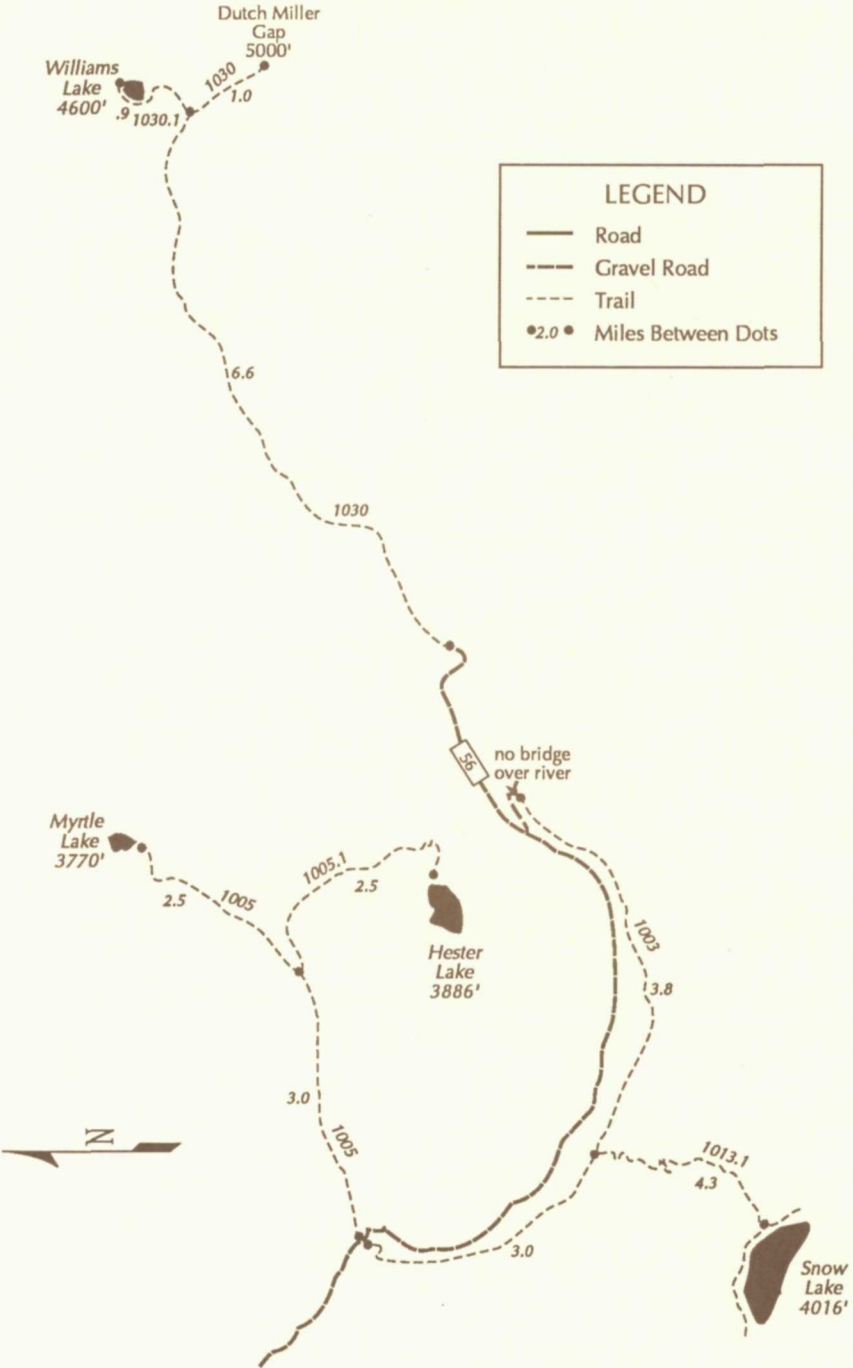 Dutch Miller
Gap
5000'
Williams
Lake
4600'
1030
1.0
.9
1030.1
LEGEND
Road
Gravel Road
Trail
2.0
Miles Between Dots
6.6
1030
56
no bridge
over river
Myrtle
Lake
3770'
2.5
1005
1005.1
2.5
Hester
Lake
3886'
1003
3.8
3.0
1005
N
1013.1
4.3
3.0
Snow
Lake
4016'